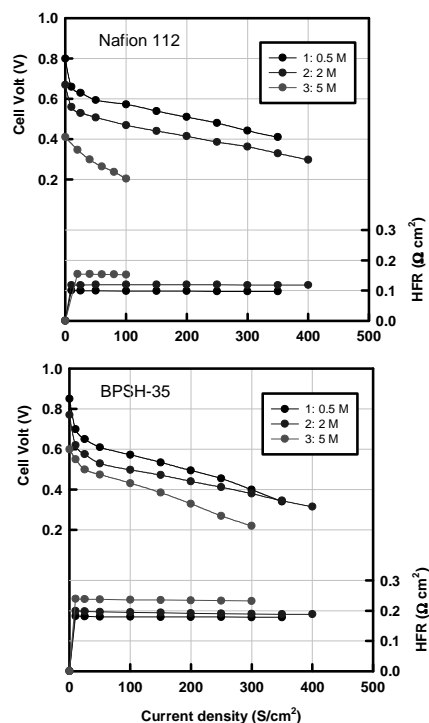 Nafion 112
1.0
0.8
0.6
0.4
0.2
Cell Volt (V)
1: 0.5 M
2: 2 M
3: 5 M
0.3
0.2
0.1
0.0
HFR (Ω cm²)
0 100 200 300 400 500
BPSH-35
1.0
0.8
0.6
0.4
0.2
Cell Volt (V)
1: 0.5 M
2: 2 M
3: 5 M
0.3
0.2
0.1
0.0
HFR (Ω cm²)
0 100 200 300 400 500
Current density (S/cm²)